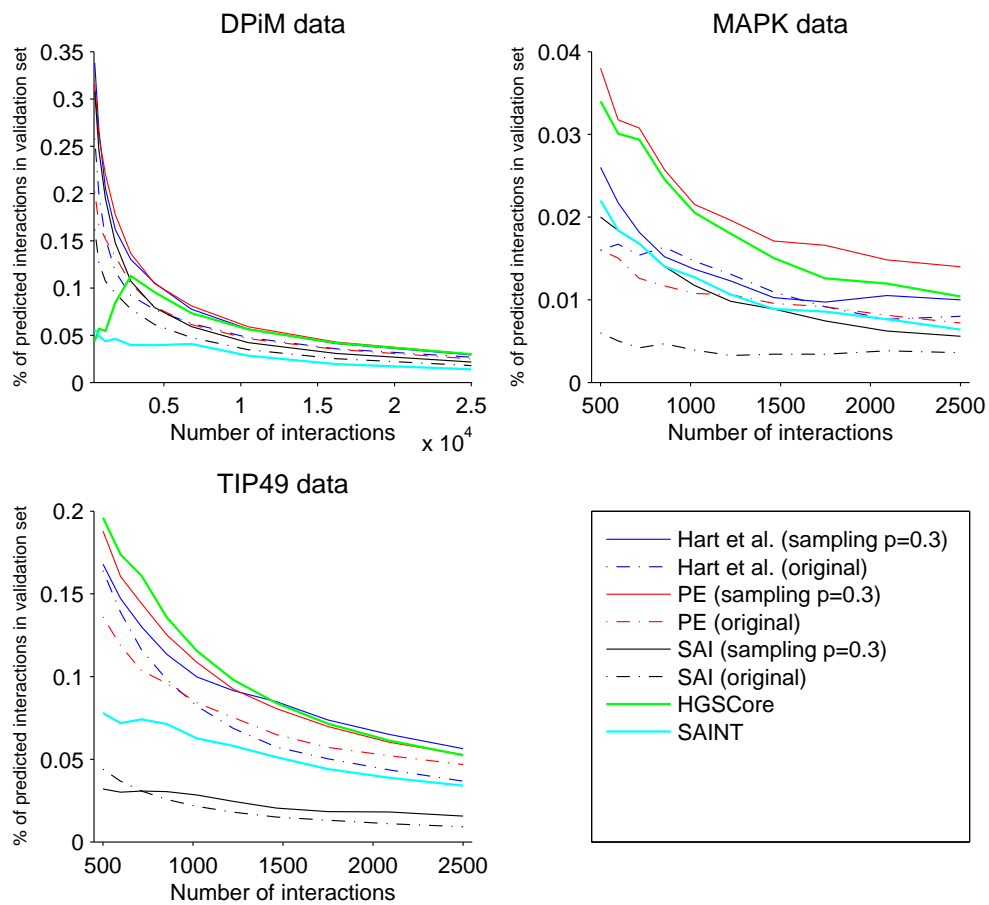 DPiM data
% of predicted interactions in validation set
0.35
0.3
0.25
0.2
0.15
0.1
0.05
0
0.5 1 1.5 2 2.5
Number of interactions
x 10^4
MAPK data
% of predicted interactions in validation set
0.04
0.03
0.02
0.01
0
500 1000 1500 2000 2500
Number of interactions
TIP49 data
% of predicted interactions in validation set
0.2
0.15
0.1
0.05
0
500 1000 1500 2000 2500
Number of interactions
Hart et al. (sampling p=0.3)
Hart et al. (original)
PE (sampling p=0.3)
PE (original)
SAI (sampling p=0.3)
SAI (original)
HGSCore
SAINT